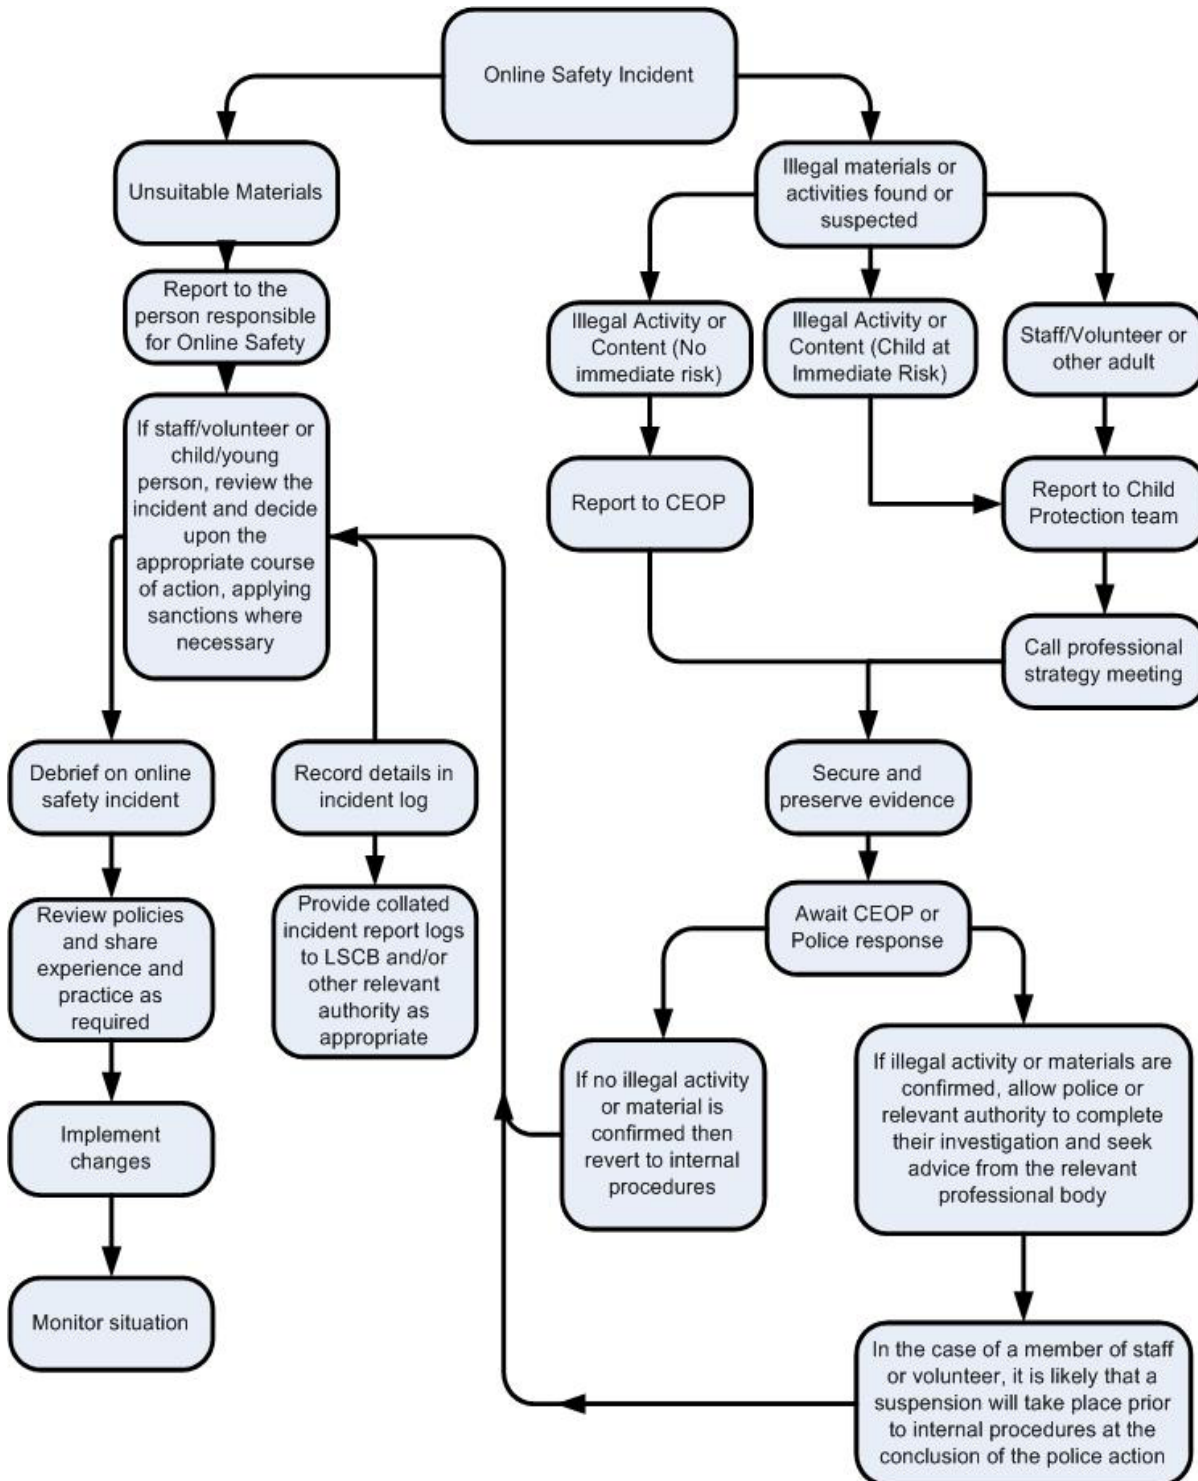 Online Safety Incident
Unsuitable Materials
Report to the
person responsible
for Online Safety
If staff/volunteer or
child/young
person, review the
incident and decide
upon the
appropriate course
of action, applying
sanctions where
necessary
Debrief on online
safety incident
Review policies
and share
experience and
practice as
required
Implement
changes
Monitor situation
Record details in
incident log
Provide collated
incident report logs
to LSCB and/or
other relevant
authority as
appropriate
Illegal materials or
activities found or
suspected
Illegal Activity or
Content (No
immediate risk)
Illegal Activity or
Content (Child at
Immediate Risk)
Staff/Volunteer or
other adult
Report to CEOP
Report to Child
Protection team
Call professional
strategy meeting
Secure and
preserve evidence
Await CEOP or
Police response
If no illegal activity
or material is
confirmed then
revert to internal
procedures
If illegal activity or materials are
confirmed, allow police or
relevant authority to complete
their investigation and seek
advice from the relevant
professional body
In the case of a member of staff
or volunteer, it is likely that a
suspension will take place prior
to internal procedures at the
conclusion of the police action